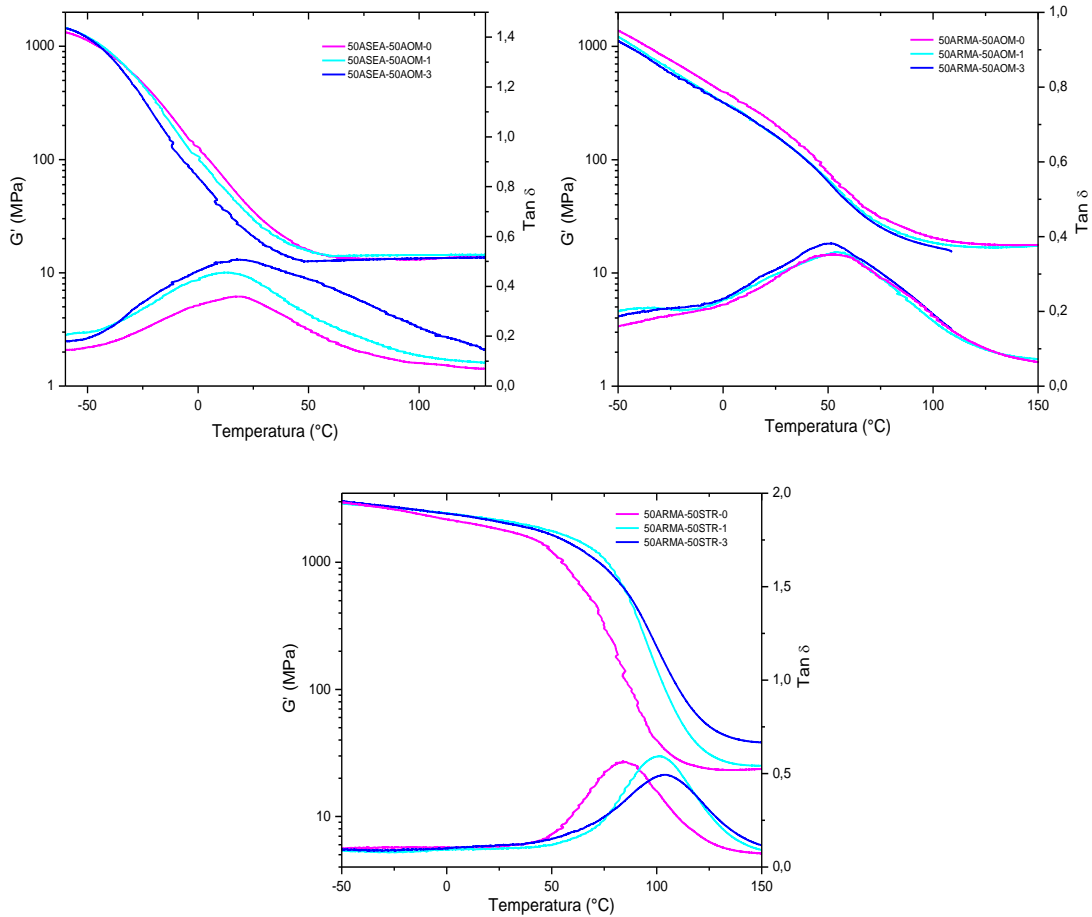 50ASEA-50AOM-0
50ASEA-50AOM-1
50ASEA-50AOM-3
1000
100
10
1
G' (MPa)
1,4
1,2
1,0
0,8
0,6
0,4
0,2
0,0
Tan δ
-50
0
50
100
Temperatura (°C)
50ARMA-50AOM-0
50ARMA-50AOM-1
50ARMA-50AOM-3
1000
100
10
1
G' (MPa)
1,0
0,8
0,6
0,4
0,2
0,0
Tan δ
-50
0
50
100
150
Temperatura (°C)
50ARMA-50STR-0
50ARMA-50STR-1
50ARMA-50STR-3
1000
100
10
G' (MPa)
2,0
1,5
1,0
0,5
0,0
Tan δ
-50
0
50
100
150
Temperatura (°C)